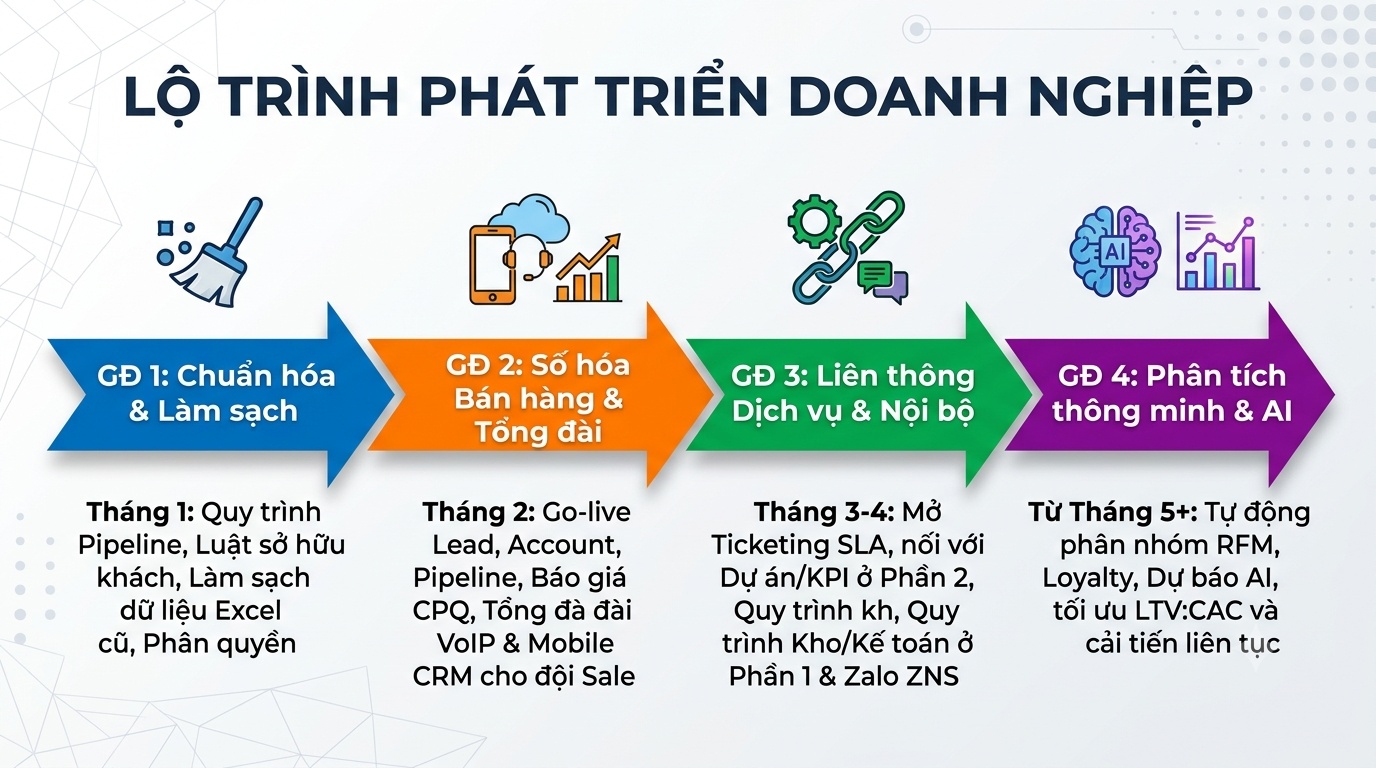 LỘ TRÌNH PHÁT TRIỂN DOANH NGHIỆP
AI
GĐ 1: Chuẩn hóa
& Làm sạch
GĐ 2: Số hóa
Bán hàng &
Tổng đài
GĐ 3: Liên thông
Dịch vụ & Nội bộ
GĐ 4: Phân tích
thông minh & AI
Tháng 1: Quy trình
Pipeline, Luật sở hữu
khách, Làm sạch
dữ liệu Excel
cũ, Phân quyền
Tháng 2: Go-live
Lead, Account,
Pipeline, Báo giá
CPQ, Tổng đà đài
VoIP & Mobile
CRM cho đội Sale
Tháng 3-4: Mở
Ticketing SLA, nối với
Dự án/KPI ở Phần 2,
Quy trình kh, Quy
trình Kho/Kế toán ở
Phần 1 & Zalo ZNS
Từ Tháng 5+: Tự động
phân nhóm RFM,
Loyalty, Dự báo AI,
tối ưu LTV:CAC và
cải tiến liên tục